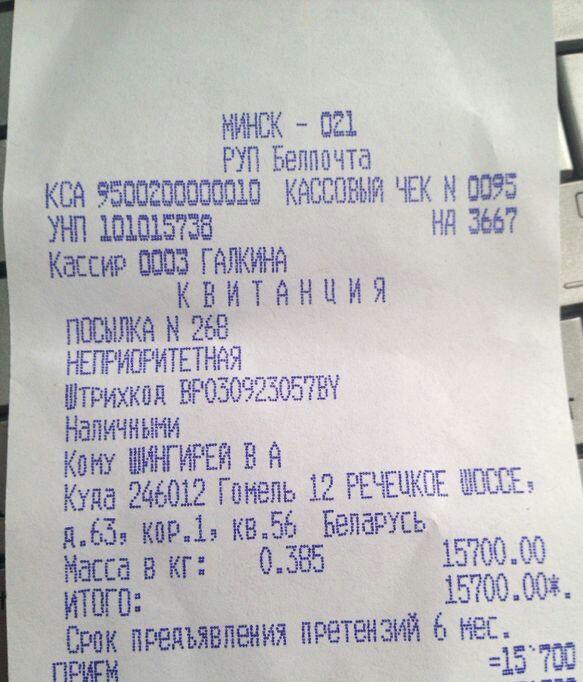 МИНСК - 021
РУП Белпочта
КСА 9500200000010 КАССОВЫЙ ЧЕК N 0095
УНП 101015738 НА 3667
Кассир 0003 ГАЛКИНА
КВИТАНЦИЯ
ПОСЫЛКА N 268
НЕПРИОРИТЕТНАЯ
Штрихкод BP030923057BY
Наличными
Кому ШИНГИРЕЙ В А
Куда 246012 Гомель 12 РЕЧЕЦКОЕ ШОССЕ,
д.63, кор.1, кв.56 Беларусь
Масса в кг: 0.385 15700.00
ИТОГО: 15700.00*.
Срок предъявления претензий 6 мес.
ПРИЕМ =15`700